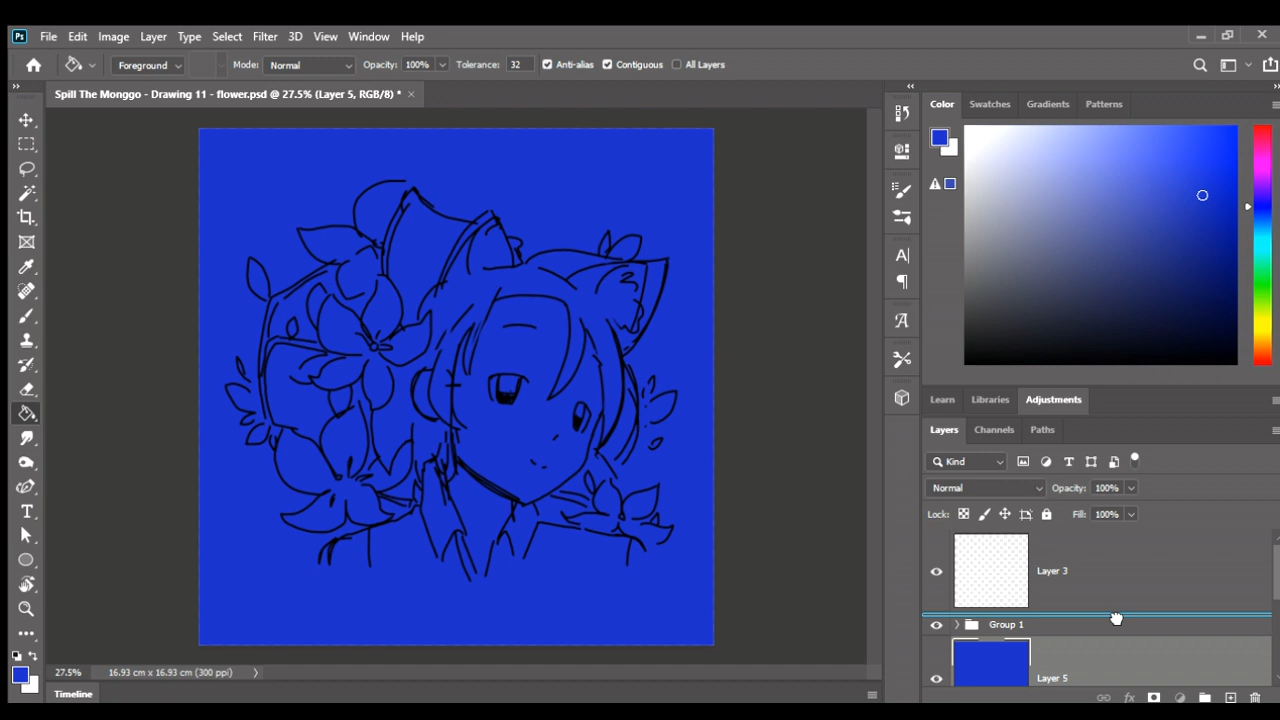 Ps File Edit Image Layer Type Select Filter 3D View Window Help
Foreground Mode: Normal Opacity: 100% Tolerance: 32 Anti-alias Contiguous All Layers
Spill The Monggo - Drawing 11 - flower.psd @ 27.5% (Layer 5, RGB/8) *
Color Swatches Gradients Patterns
Learn Libraries Adjustments
Layers Channels Paths
Kind
Normal Opacity: 100%
Lock: Fill: 100%
Layer 3
Group 1
Layer 5
27.5% 16.93 cm x 16.93 cm (300 ppi)
Timeline